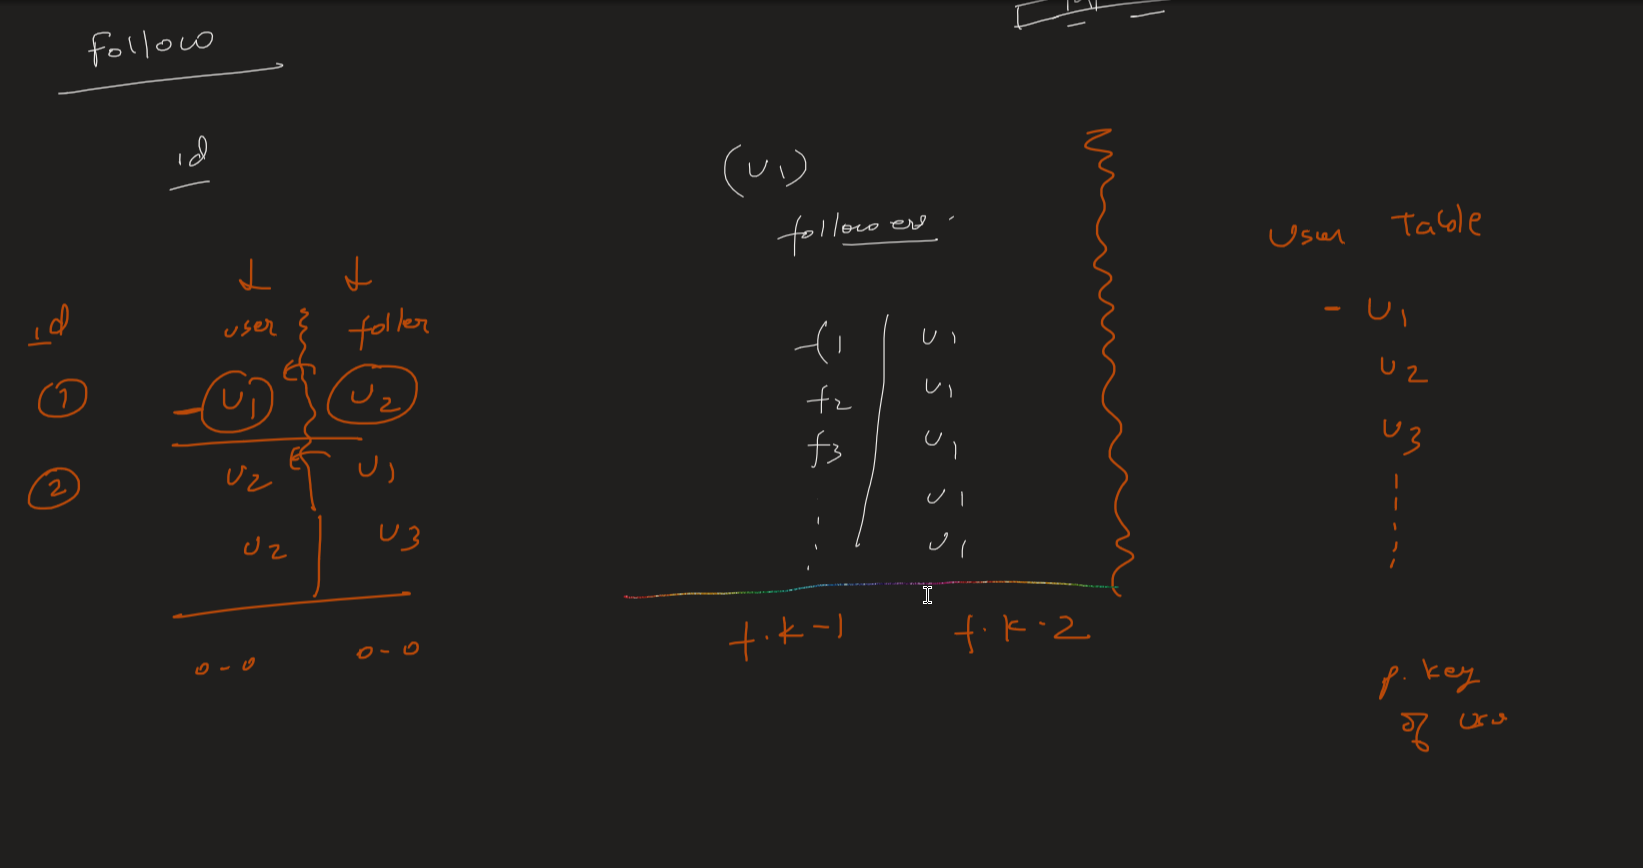 Follow
id
(U1)
followers.
User Table
id user foller
- U1
f1 U1
1 U1 U2
U2
f2 U1
f3 U1
U3
2 U2 U1
U1
U2 U3
U1
f.k-1 f.k.2
0-0 0-0
p. key
of